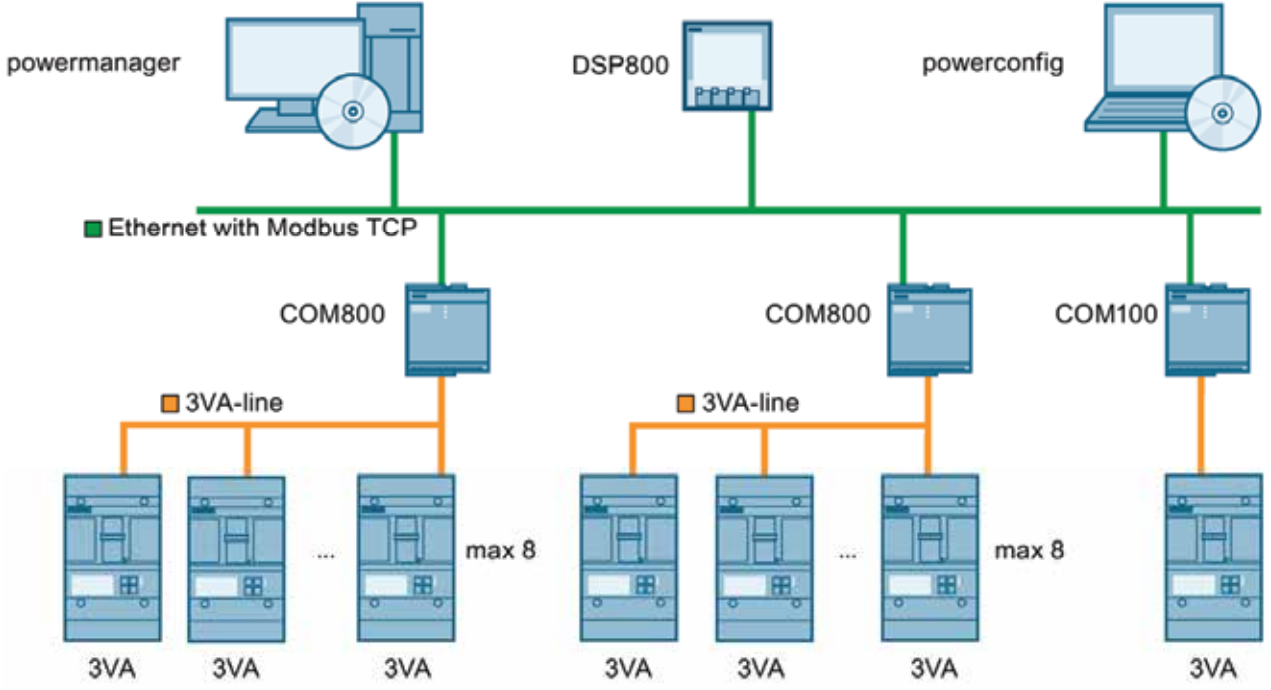 powermanager
DSP800
powerconfig
Ethernet with Modbus TCP
COM800
COM800
COM100
3VA-line
3VA-line
... max 8
... max 8
3VA 3VA 3VA 3VA 3VA 3VA 3VA